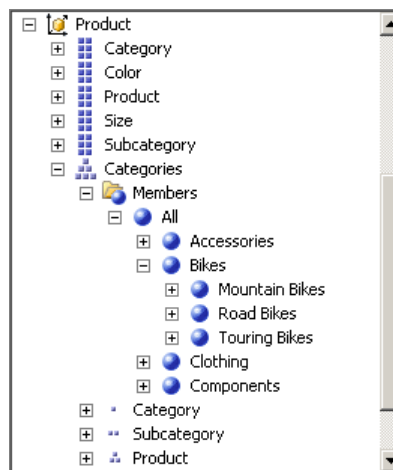 Product
Category
Color
Product
Size
Subcategory
Categories
Members
All
Accessories
Bikes
Mountain Bikes
Road Bikes
Touring Bikes
Clothing
Components
Category
Subcategory
Product